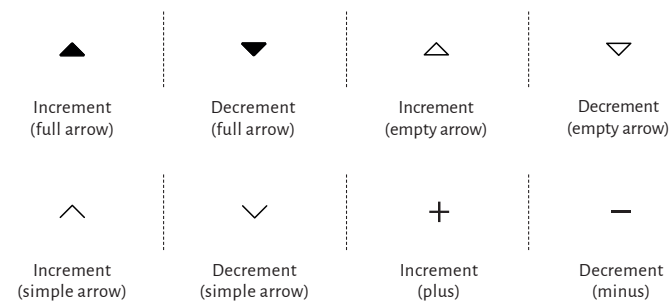 Increment
(full arrow)
Decrement
(full arrow)
Increment
(empty arrow)
Decrement
(empty arrow)
Increment
(simple arrow)
Decrement
(simple arrow)
Increment
(plus)
Decrement
(minus)